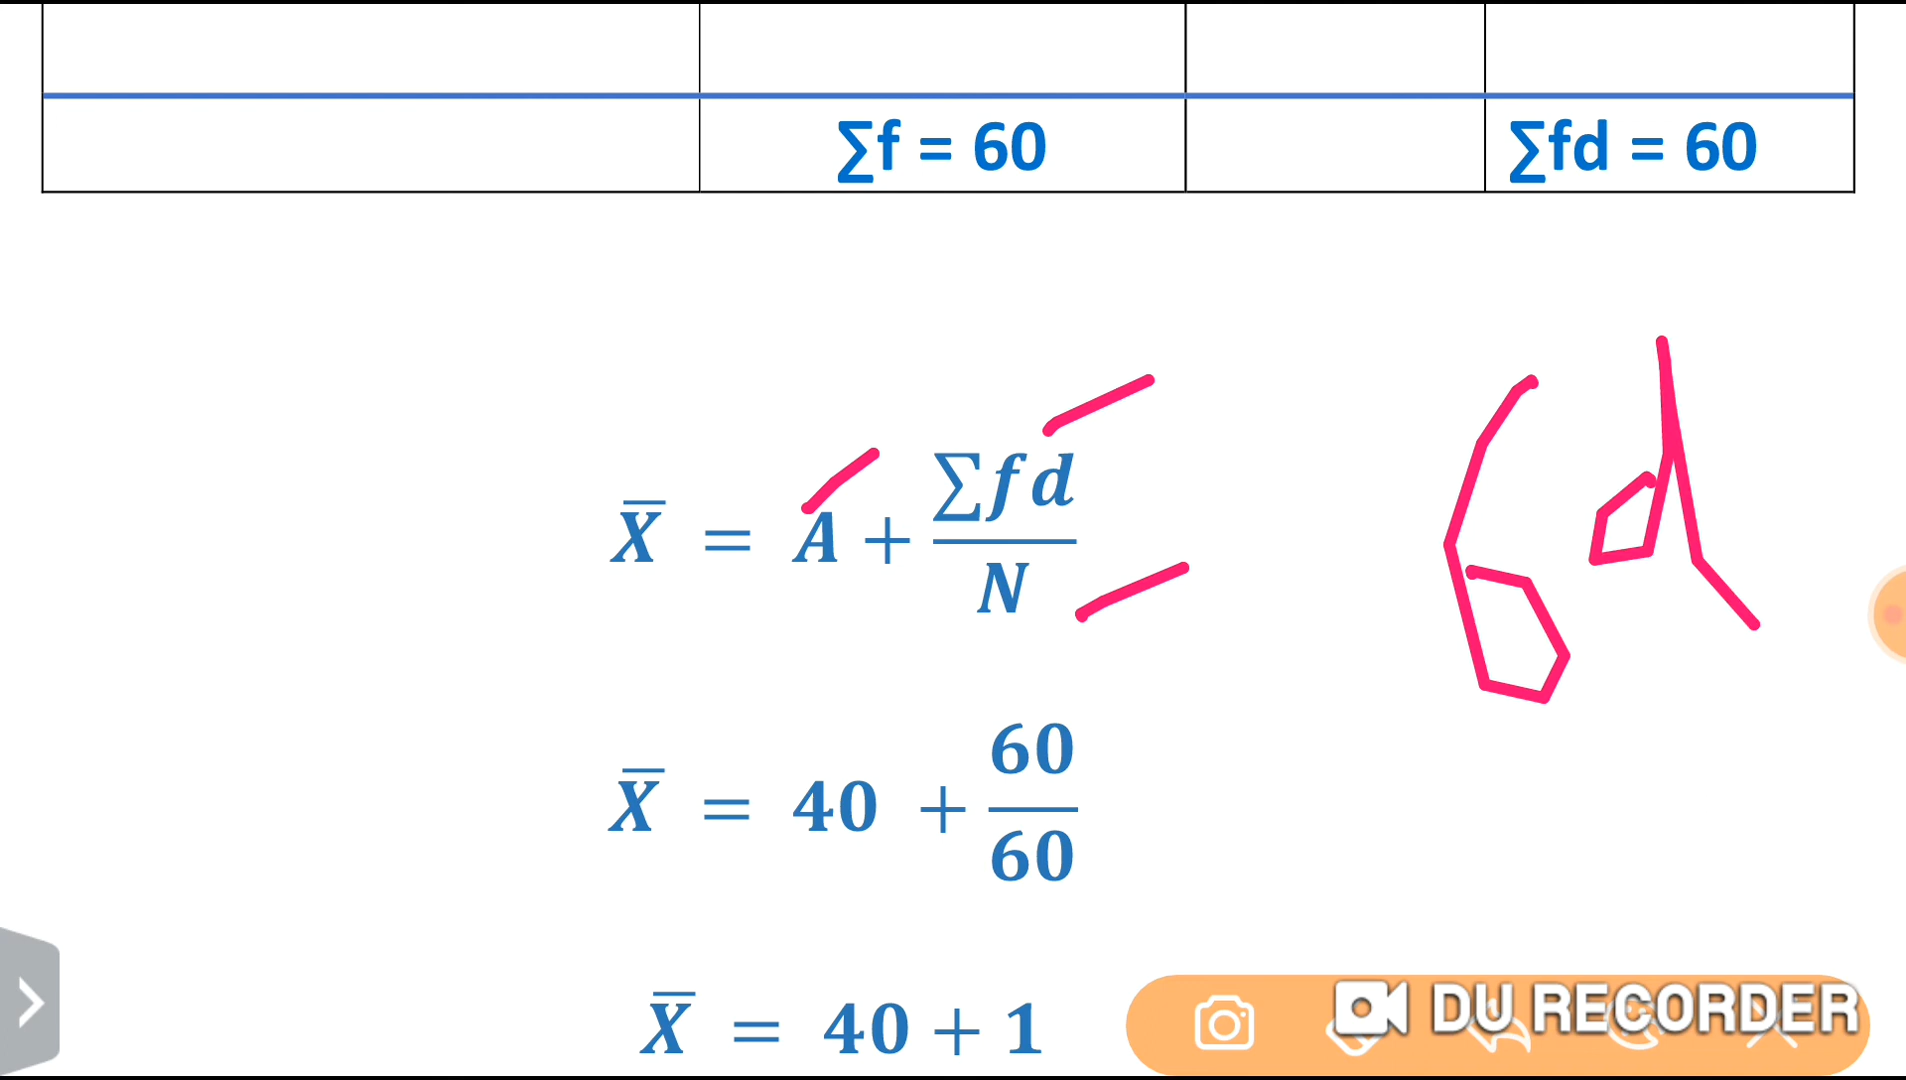 ∑f = 60 ∑fd = 60
X̄ = A + ∑fd / N
X̄ = 40 + 60 / 60
X̄ = 40 + 1
DU RECORDER